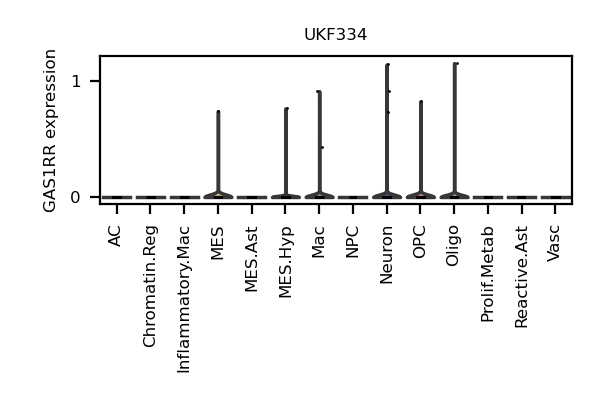 UKF334
GAS1RR expression
1
0
AC
Chromatin.Reg
Inflammatory.Mac
MES
MES.Ast
MES.Hyp
Mac
NPC
Neuron
OPC
Oligo
Prolif.Metab
Reactive.Ast
Vasc